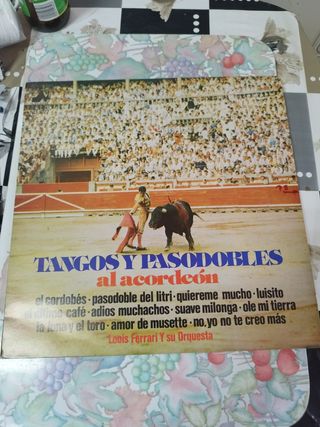 TANGOS Y PASODOBLES
al acordeón
el cordobés · pasodoble del litri · quiereme mucho · luisito
el último café · adios muchachos · suave milonga · ole mi tierra
la luna y el toro · amor de musette · no, yo no te creo más
Louis Ferrari Y su Orquesta